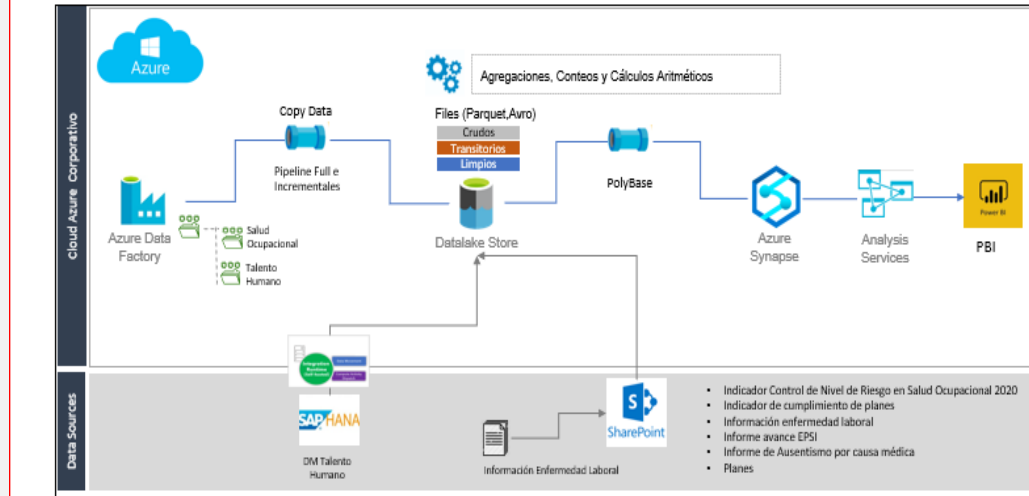 Cloud Azure Corporativo
Azure
Agregaciones, Conteos y Cálculos Aritméticos
Copy Data
Pipeline Full e
Incrementales
Files (Parquet,Avro)
Crudos
Transitorios
Limpios
Datalake Store
PolyBase
Azure Data
Factory
Salud
Ocupacional
Talento
Humano
Azure
Synapse
Analysis
Services
Power BI
PBI
Data Sources
Integration
Runtime
SAP HANA
DM Talento
Humano
Información Enfermedad Laboral
S
SharePoint
• Indicador Control de Nivel de Riesgo en Salud Ocupacional 2020
• Indicador de cumplimiento de planes
• Información enfermedad laboral
• Informe avance EPSI
• Informe de Ausentismo por causa médica
• Planes